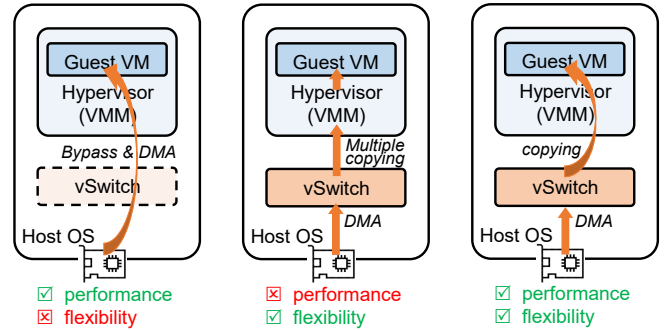 Guest VM
Hypervisor
(VMM)
Bypass & DMA
vSwitch
Host OS
☑ performance
☒ flexibility
Guest VM
Hypervisor
(VMM)
Multiple
copying
vSwitch
DMA
Host OS
☒ performance
☑ flexibility
Guest VM
Hypervisor
(VMM)
copying
vSwitch
DMA
Host OS
☑ performance
☑ flexibility